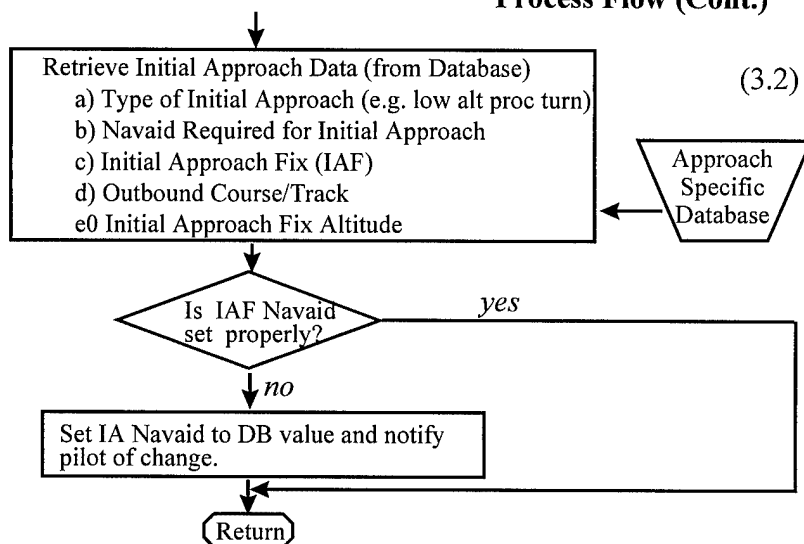 Process Flow (Cont.)
Retrieve Initial Approach Data (from Database)
a) Type of Initial Approach (e.g. low alt proc turn)
b) Navaid Required for Initial Approach
c) Initial Approach Fix (IAF)
d) Outbound Course/Track
e0 Initial Approach Fix Altitude
(3.2)
Approach
Specific
Database
Is IAF Navaid
set properly?
yes
no
Set IA Navaid to DB value and notify
pilot of change.
Return